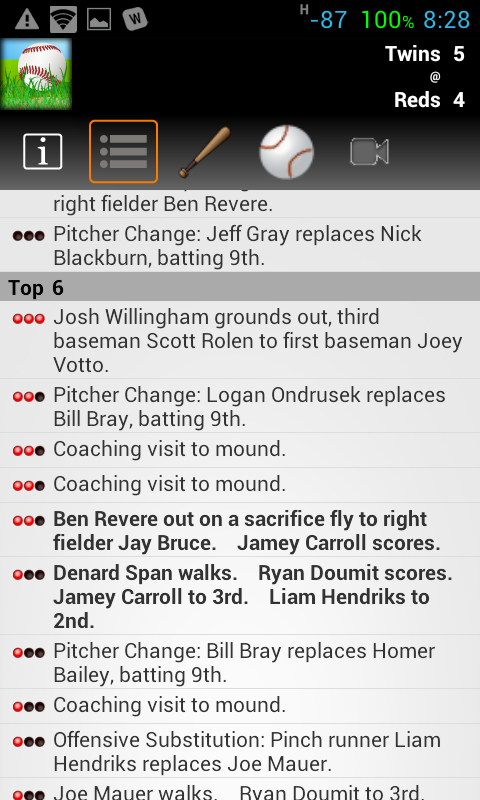 H -87 100% 8:28
W
Twins 5
@
Reds 4
i
right fielder Ben Revere.
Pitcher Change: Jeff Gray replaces Nick
Blackburn, batting 9th.
Top 6
Josh Willingham grounds out, third
baseman Scott Rolen to first baseman Joey
Votto.
Pitcher Change: Logan Ondrusek replaces
Bill Bray, batting 9th.
Coaching visit to mound.
Coaching visit to mound.
Ben Revere out on a sacrifice fly to right
fielder Jay Bruce. Jamey Carroll scores.
Denard Span walks. Ryan Doumit scores.
Jamey Carroll to 3rd. Liam Hendriks to
2nd.
Pitcher Change: Bill Bray replaces Homer
Bailey, batting 9th.
Coaching visit to mound.
Offensive Substitution: Pinch runner Liam
Hendriks replaces Joe Mauer.
Joe Mauer walks. Ryan Doumit to 3rd.